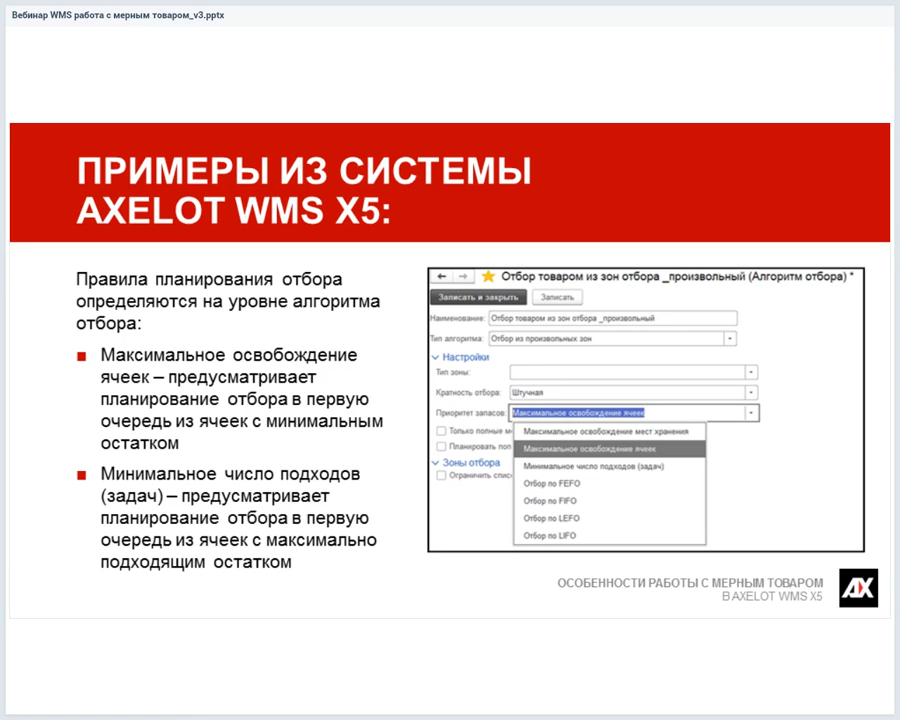 Вебинар WMS работа с мерным товаром_v3.pptx
ПРИМЕРЫ ИЗ СИСТЕМЫ
AXELOT WMS X5:
Правила планирования отбора
определяются на уровне алгоритма
отбора:
Максимальное освобождение
ячеек – предусматривает
планирование отбора в первую
очередь из ячеек с минимальным
остатком
Минимальное число подходов
(задач) – предусматривает
планирование отбора в первую
очередь из ячеек с максимально
подходящим остатком
Отбор товаром из зон отбора _произвольный (Алгоритм отбора) *
Записать и закрыть Записать
Наименование: Отбор товаром из зон отбора _произвольный
Тип алгоритма: Отбор из произвольных зон
Настройки
Тип зоны:
Кратность отбора: Штучная
Приоритет запасов: Максимальное освобождение ячеек
Только полные м
Максимальное освобождение мест хранения
Максимальное освобождение ячеек
Планировать поп
Минимальное число подходов (задач)
Зоны отбора
Ограничить спис
Отбор по FEFO
Отбор по FIFO
Отбор по LEFO
Отбор по LIFO
ОСОБЕННОСТИ РАБОТЫ С МЕРНЫМ ТОВАРОМ
В AXELOT WMS X5
AX